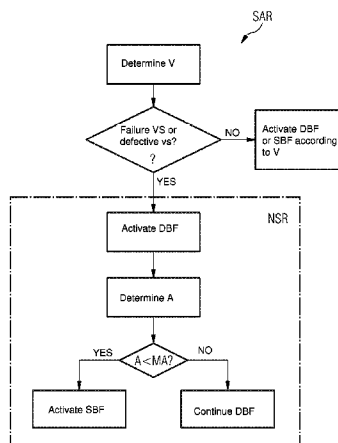 SAR
Determine V
Failure VS or
defective vs?
?
NO
Activate DBF
or SBF according
to V
YES
NSR
Activate DBF
Determine A
YES
A<MA?
NO
Activate SBF
Continue DBF